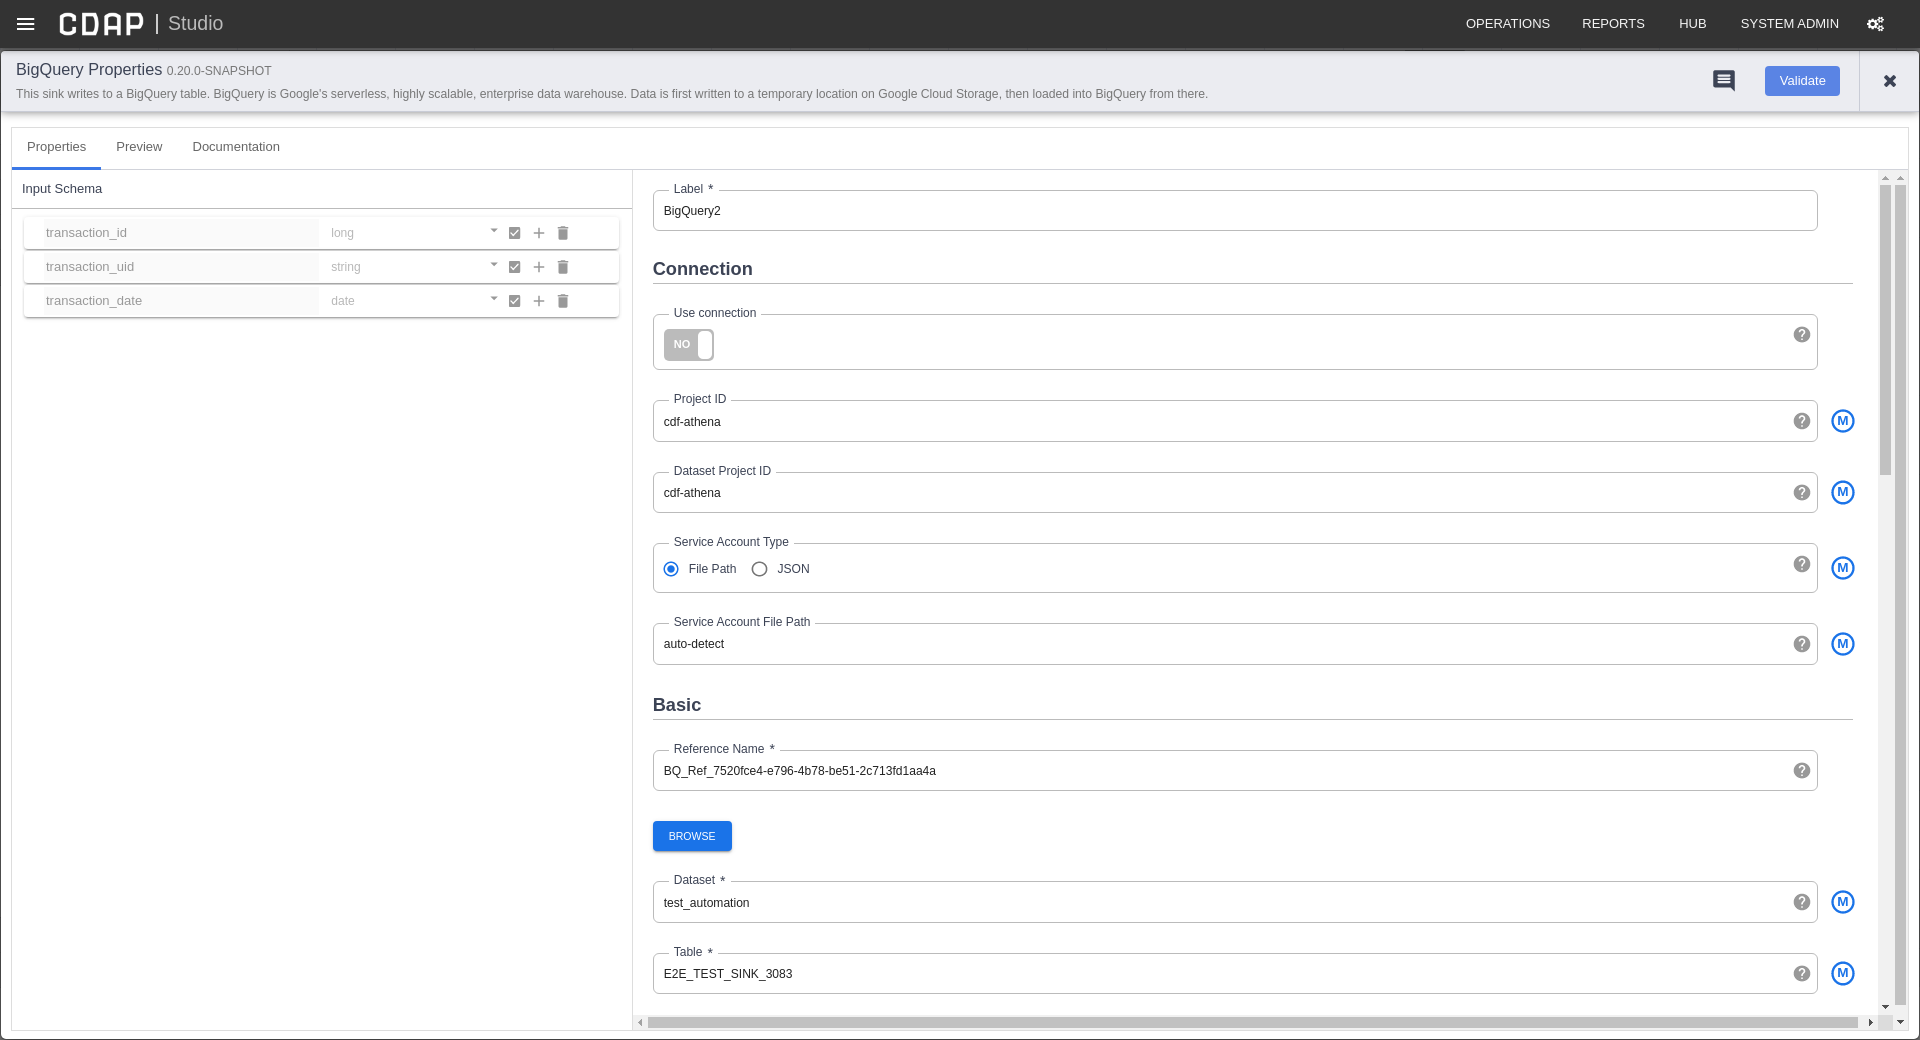 CDAP | Studio
OPERATIONS REPORTS HUB SYSTEM ADMIN
BigQuery Properties 0.20.0-SNAPSHOT
This sink writes to a BigQuery table. BigQuery is Google's serverless, highly scalable, enterprise data warehouse. Data is first written to a temporary location on Google Cloud Storage, then loaded into BigQuery from there.
Validate
Properties Preview Documentation
Input Schema
transaction_id long
transaction_uid string
transaction_date date
Label *
BigQuery2
Connection
Use connection
NO
Project ID
cdf-athena
M
Dataset Project ID
cdf-athena
M
Service Account Type
File Path JSON
M
Service Account File Path
auto-detect
M
Basic
Reference Name *
BQ_Ref_7520fce4-e796-4b78-be51-2c713fd1aa4a
BROWSE
Dataset *
test_automation
M
Table *
E2E_TEST_SINK_3083
M